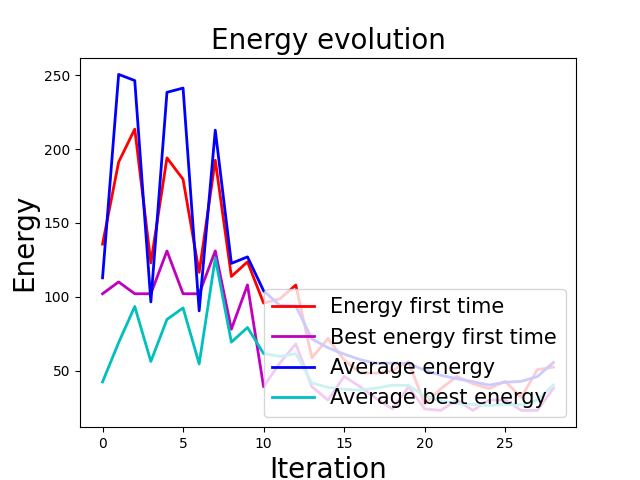 Energy evolution
Energy
250
200
150
100
50
Energy first time
Best energy first time
Average energy
Average best energy
0 5 10 15 20 25
Iteration